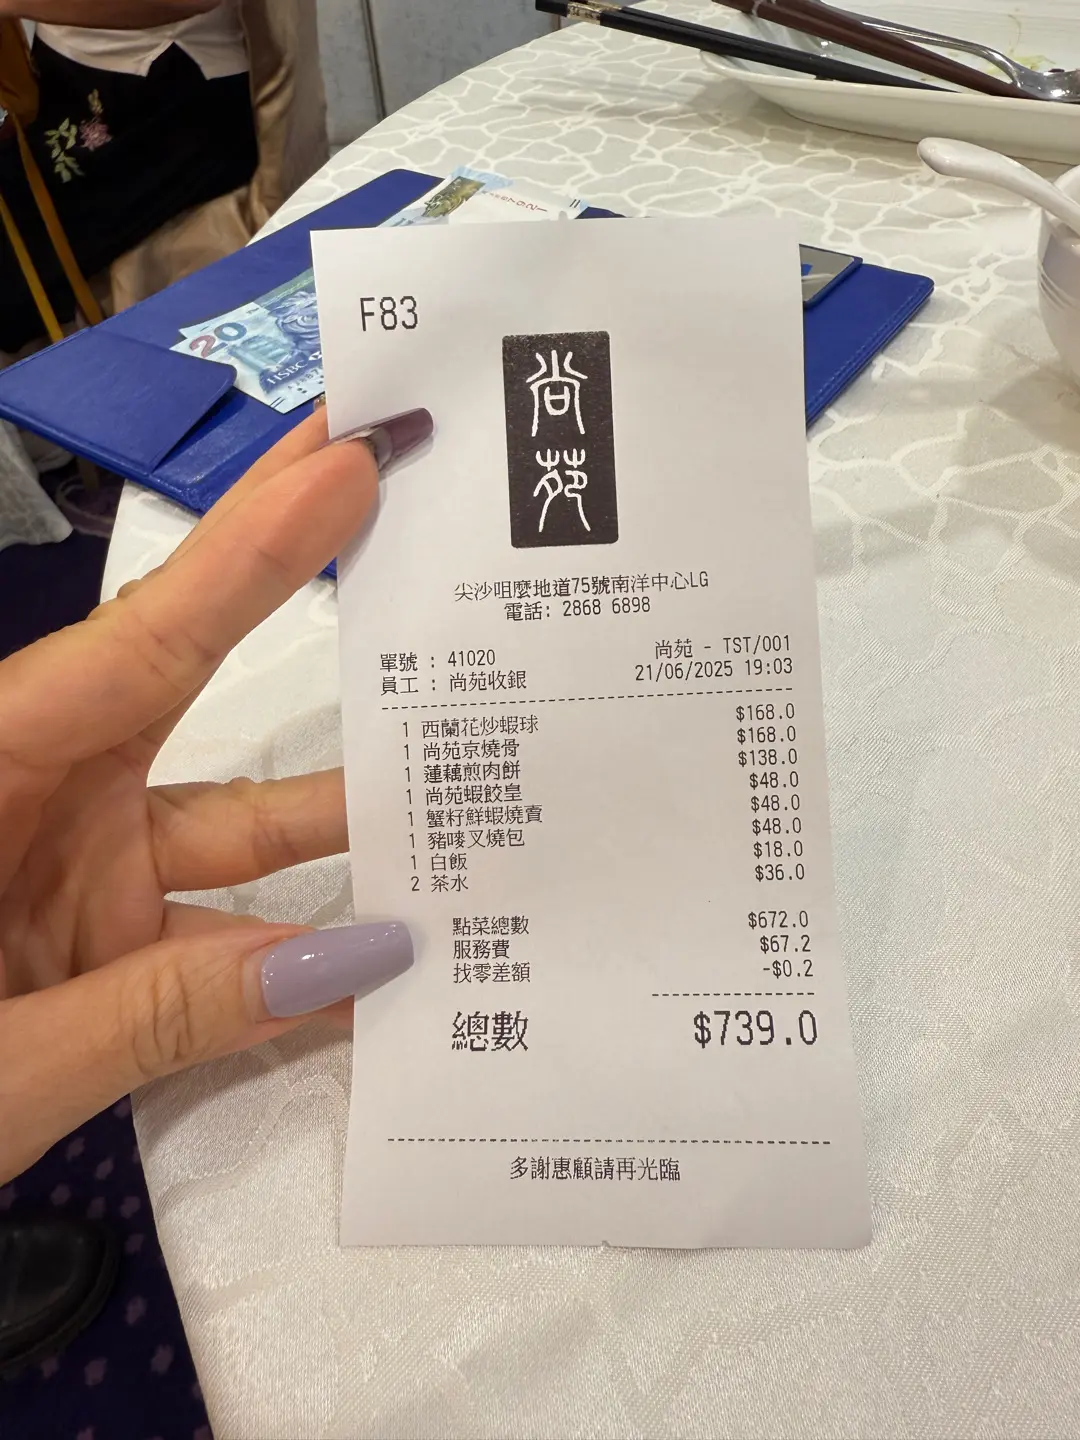 20
HSBC
F83
尚苑
尖沙咀麼地道75號南洋中心LG
電話: 2868 6898
單號 : 41020 尚苑 - TST/001
員工 : 尚苑收銀 21/06/2025 19:03
1 西蘭花炒蝦球 $168.0
1 尚苑京燒骨 $168.0
1 蓮藕煎肉餅 $138.0
1 尚苑蝦餃皇 $48.0
1 蟹籽鮮蝦燒賣 $48.0
1 豬嘜叉燒包 $48.0
1 白飯 $18.0
2 茶水 $36.0
點菜總數 $672.0
服務費 $67.2
找零差額 -$0.2
總數 $739.0
多謝惠顧請再光臨